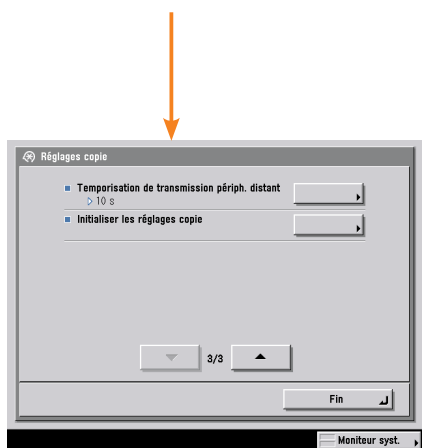 Réglages copie
Temporisation de transmission périph. distant
10 s
Initialiser les réglages copie
3/3
Fin
Moniteur syst.